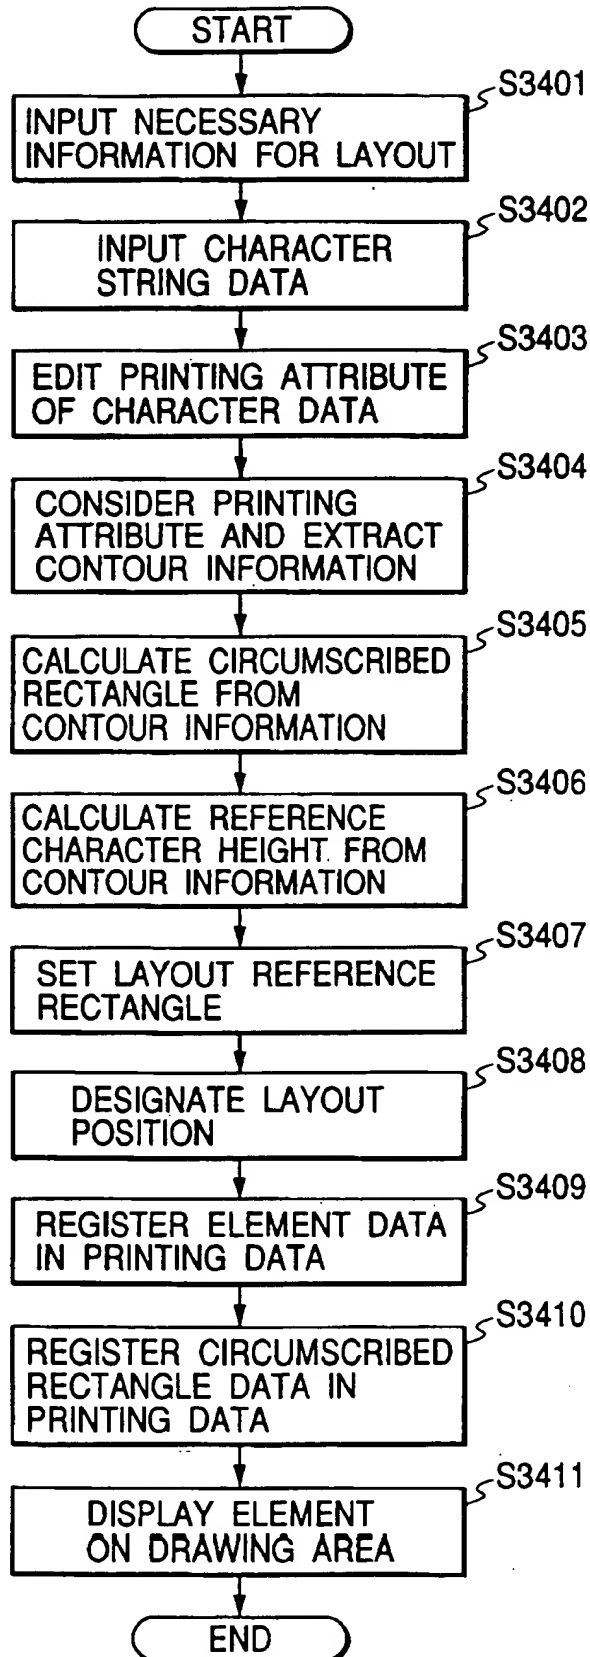 START
S3401
INPUT NECESSARY
INFORMATION FOR LAYOUT
S3402
INPUT CHARACTER
STRING DATA
S3403
EDIT PRINTING ATTRIBUTE
OF CHARACTER DATA
S3404
CONSIDER PRINTING
ATTRIBUTE AND EXTRACT
CONTOUR INFORMATION
S3405
CALCULATE CIRCUMSCRIBED
RECTANGLE FROM
CONTOUR INFORMATION
S3406
CALCULATE REFERENCE
CHARACTER HEIGHT FROM
CONTOUR INFORMATION
S3407
SET LAYOUT REFERENCE
RECTANGLE
S3408
DESIGNATE LAYOUT
POSITION
S3409
REGISTER ELEMENT DATA
IN PRINTING DATA
S3410
REGISTER CIRCUMSCRIBED
RECTANGLE DATA IN
PRINTING DATA
S3411
DISPLAY ELEMENT
ON DRAWING AREA
END